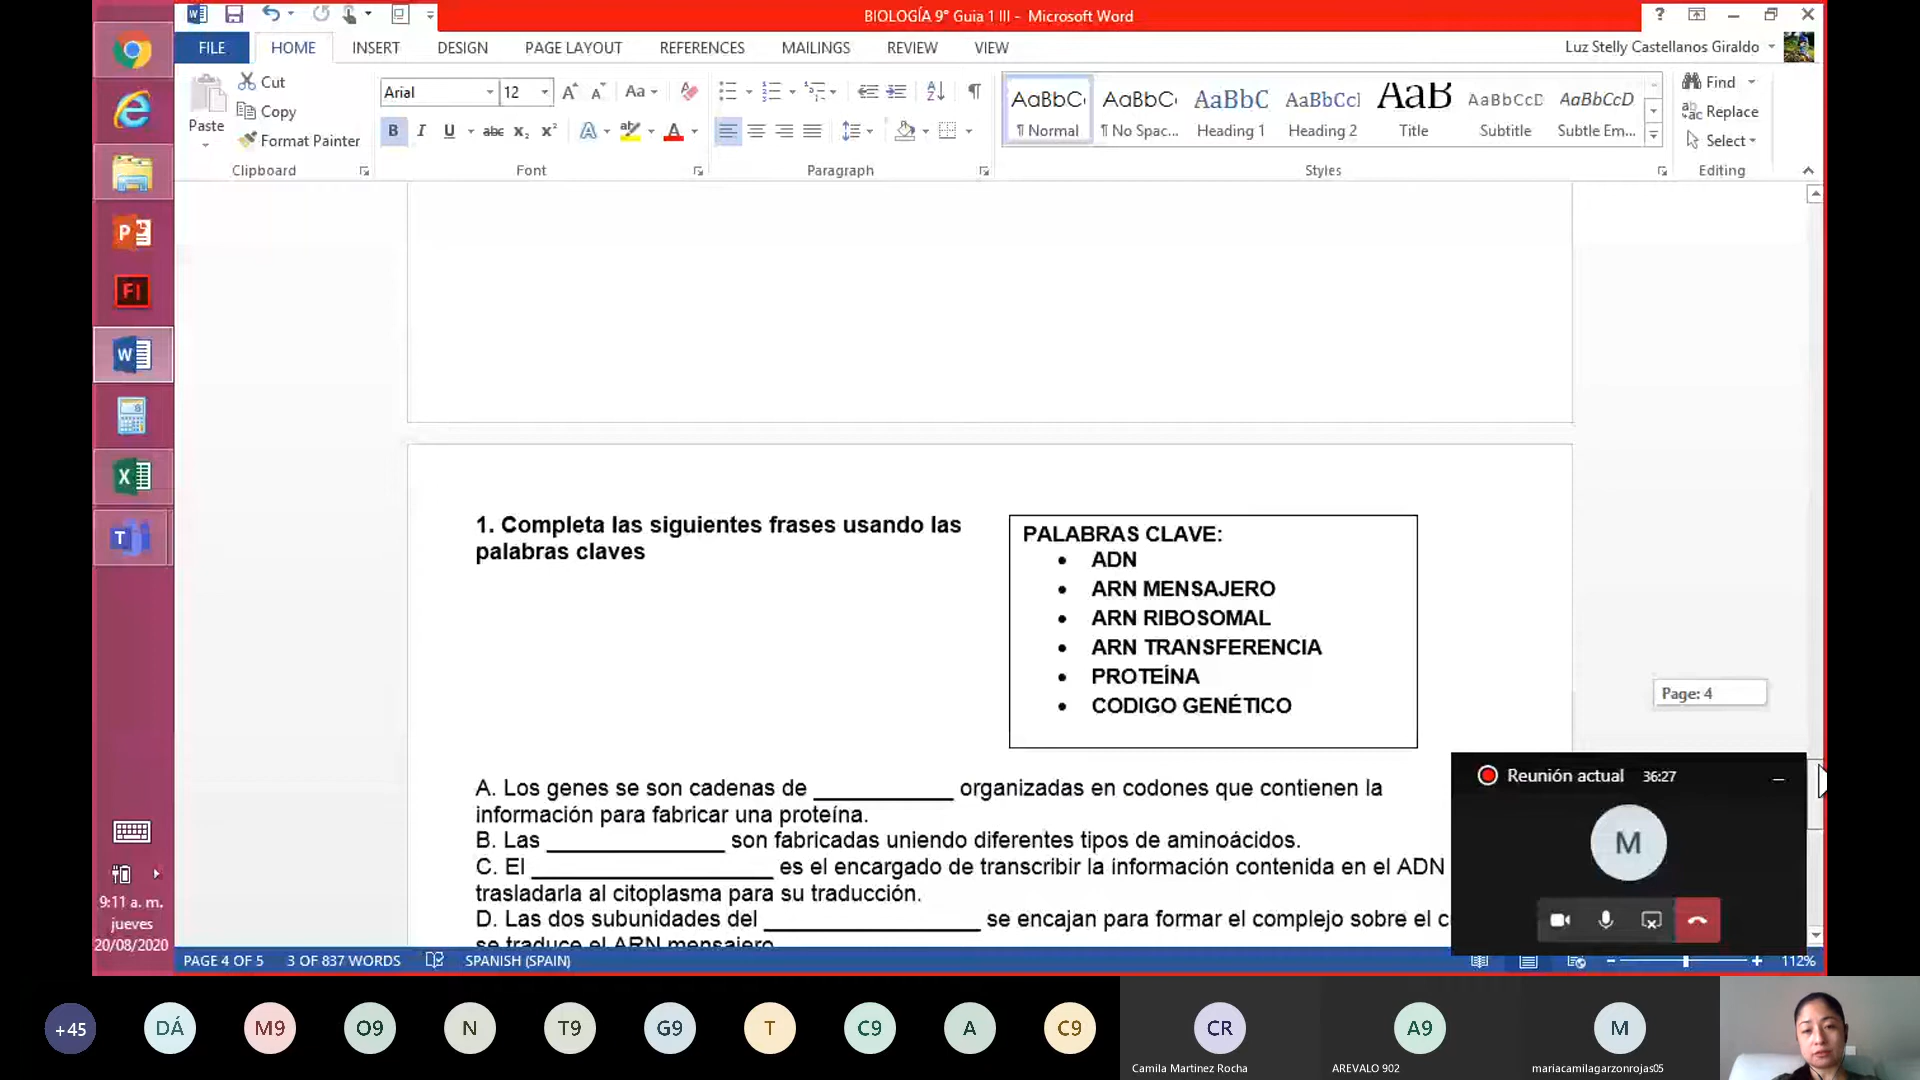 BIOLOGÍA 9° Guia 1 III - Microsoft Word
?
FILE HOME INSERT DESIGN PAGE LAYOUT REFERENCES MAILINGS REVIEW VIEW
Luz Stelly Castellanos Giraldo
Paste
Cut
Copy
Format Painter
Clipboard
Arial 12
Font
Paragraph
AaBbCc AaBbCc AaBbC AaBbCcI AaB AaBbCcD AaBbCcD
¶ Normal ¶ No Spac... Heading 1 Heading 2 Title Subtitle Subtle Em...
Styles
Find
Replace
Select
Editing
1. Completa las siguientes frases usando las
palabras claves
PALABRAS CLAVE:
• ADN
• ARN MENSAJERO
• ARN RIBOSOMAL
• ARN TRANSFERENCIA
• PROTEÍNA
• CODIGO GENÉTICO
Page: 4
A. Los genes se son cadenas de ____________ organizadas en codones que contienen la
información para fabricar una proteína.
B. Las _______________ son fabricadas uniendo diferentes tipos de aminoácidos.
C. El ____________________ es el encargado de transcribir la información contenida en el ADN
trasladarla al citoplasma para su traducción.
D. Las dos subunidades del __________________ se encajan para formar el complejo sobre el c
se traduce el ARN mensajero
Reunión actual 36:27
M
9:11 a. m.
jueves
20/08/2020
PAGE 4 OF 5 3 OF 837 WORDS SPANISH (SPAIN) 112%
+45 DÁ M9 O9 N T9 G9 T C9 A C9 CR A9 M
Camila Martinez Rocha AREVALO 902 mariacamilagarzonrojas05